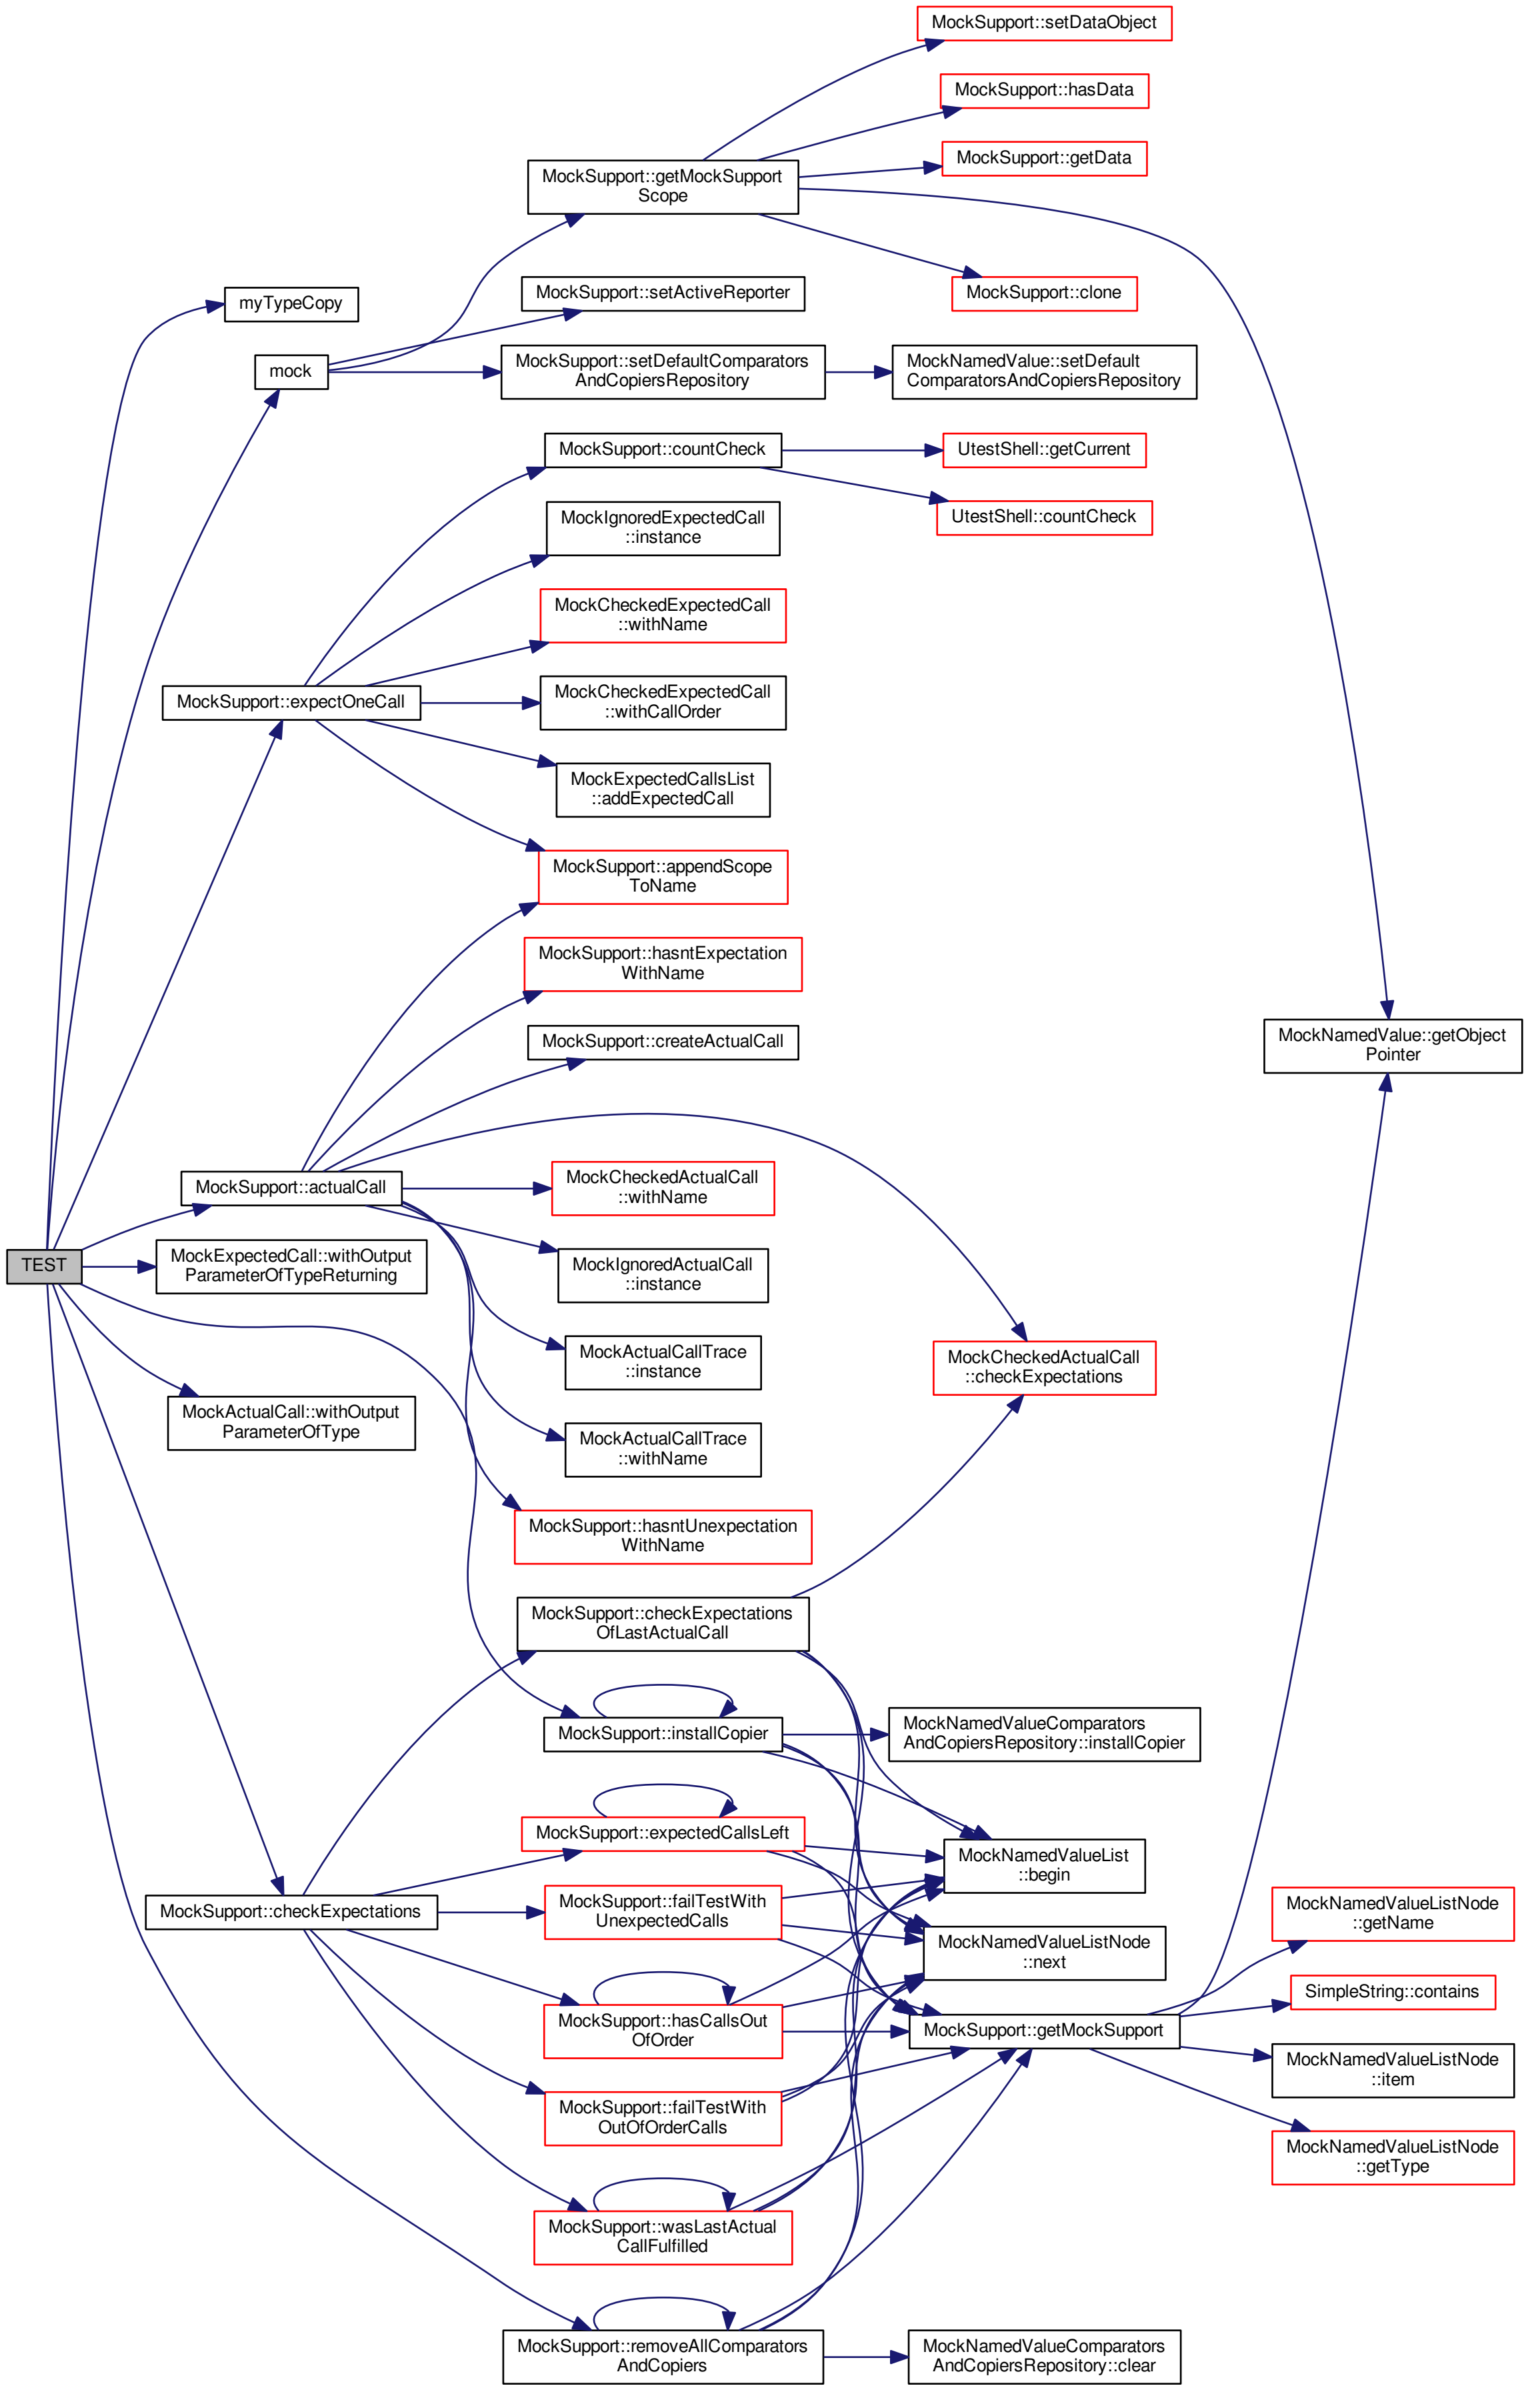 MockSupport::setDataObject
MockSupport::hasData
MockSupport::getData
MockSupport::getMockSupport
Scope
MockSupport::clone
MockSupport::setActiveReporter
myTypeCopy
mock
MockSupport::setDefaultComparators
AndCopiersRepository
MockNamedValue::setDefault
ComparatorsAndCopiersRepository
MockSupport::countCheck
UtestShell::getCurrent
UtestShell::countCheck
MockIgnoredExpectedCall
::instance
MockCheckedExpectedCall
::withName
MockSupport::expectOneCall
MockCheckedExpectedCall
::withCallOrder
MockExpectedCallsList
::addExpectedCall
MockSupport::appendScope
ToName
MockSupport::hasntExpectation
WithName
MockSupport::createActualCall
MockNamedValue::getObject
Pointer
MockSupport::actualCall
MockCheckedActualCall
::withName
TEST
MockExpectedCall::withOutput
ParameterOfTypeReturning
MockIgnoredActualCall
::instance
MockActualCallTrace
::instance
MockCheckedActualCall
::checkExpectations
MockActualCall::withOutput
ParameterOfType
MockActualCallTrace
::withName
MockSupport::hasntUnexpectation
WithName
MockSupport::checkExpectations
OfLastActualCall
MockSupport::installCopier
MockNamedValueComparators
AndCopiersRepository::installCopier
MockSupport::expectedCallsLeft
MockNamedValueList
::begin
MockSupport::checkExpectations
MockSupport::failTestWith
UnexpectedCalls
MockNamedValueListNode
::getName
MockNamedValueListNode
::next
SimpleString::contains
MockSupport::hasCallsOut
OfOrder
MockSupport::getMockSupport
MockNamedValueListNode
::item
MockSupport::failTestWith
OutOfOrderCalls
MockNamedValueListNode
::getType
MockSupport::wasLastActual
CallFulfilled
MockSupport::removeAllComparators
AndCopiers
MockNamedValueComparators
AndCopiersRepository::clear